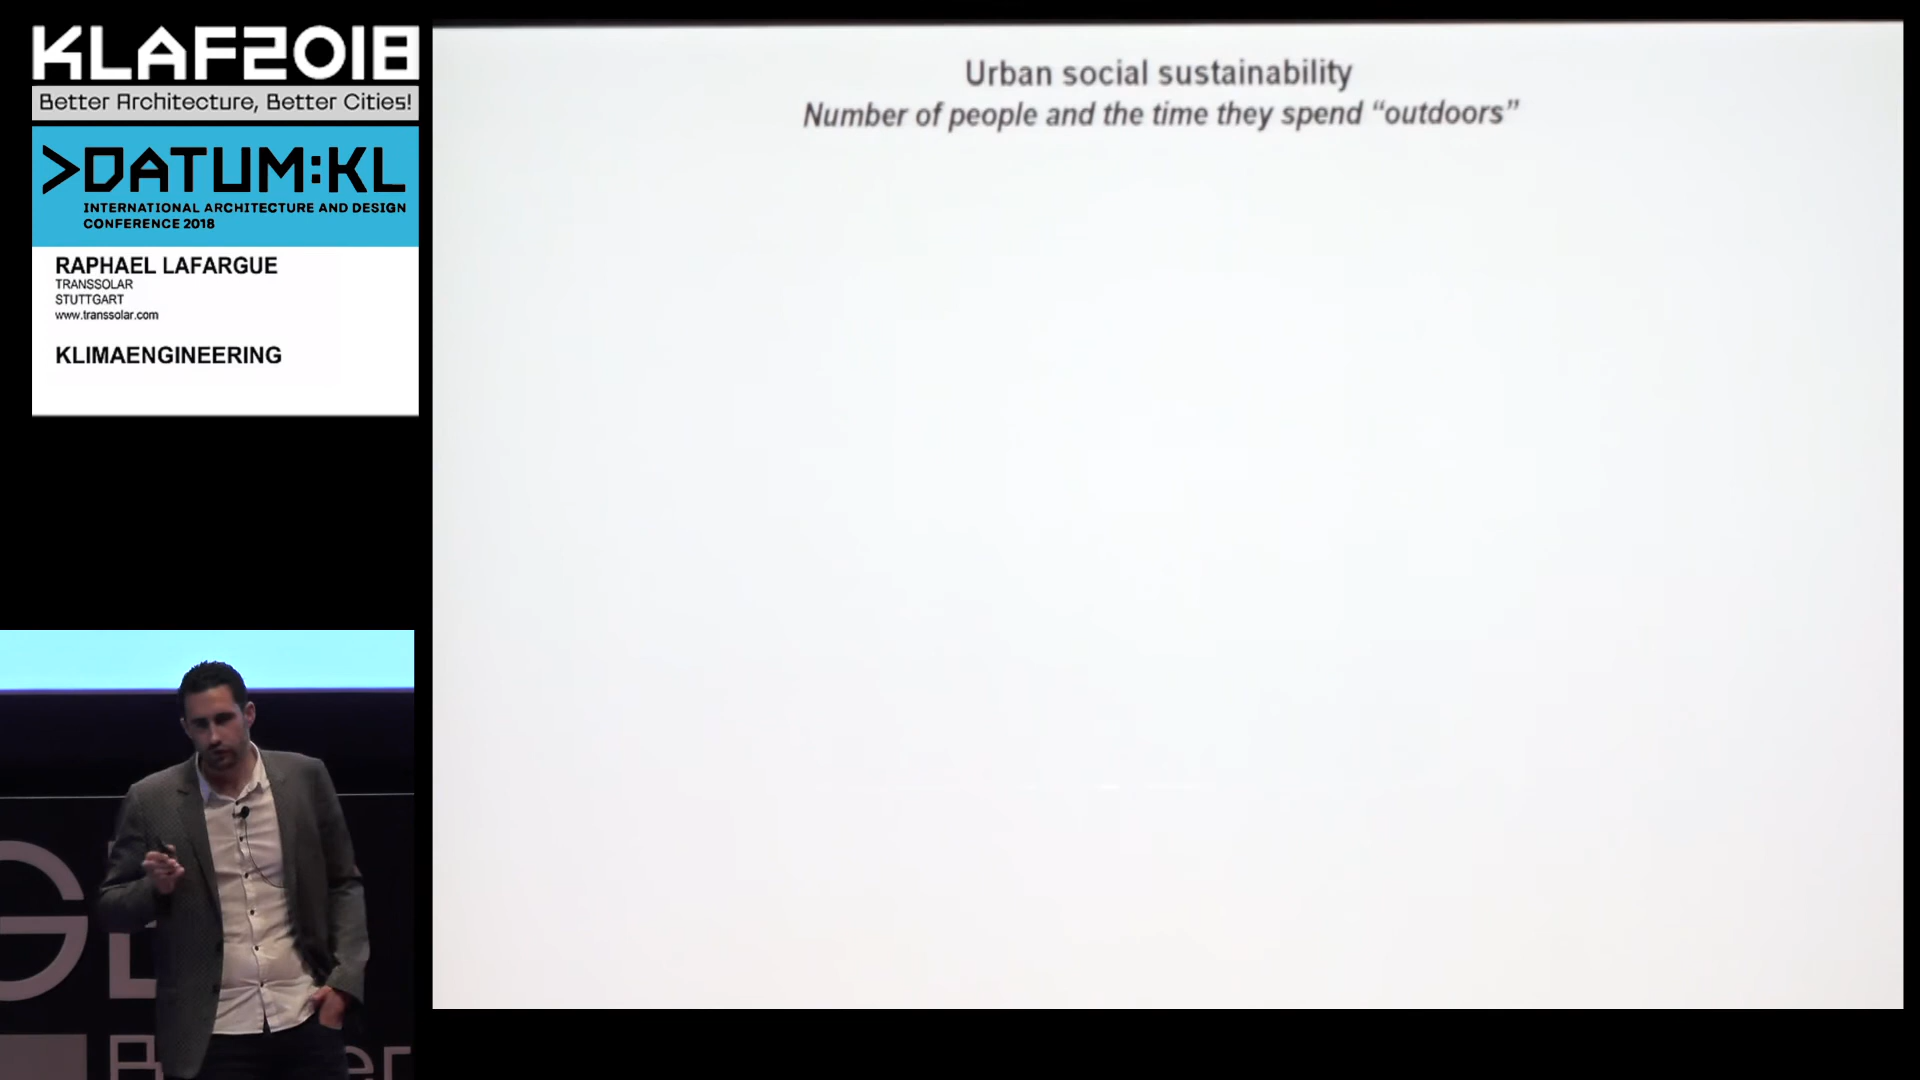 KLAF2018
Better Architecture, Better Cities!
>DATUM:KL
INTERNATIONAL ARCHITECTURE AND DESIGN
CONFERENCE 2018
RAPHAEL LAFARGUE
TRANSSOLAR
STUTTGART
www.transsolar.com
KLIMAENGINEERING
Urban social sustainability
Number of people and the time they spend “outdoors”